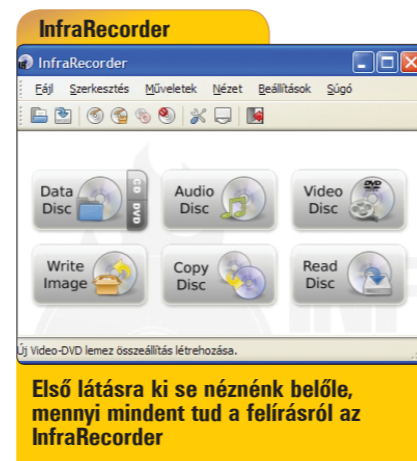 InfraRecorder
InfraRecorder
Fájl Szerkesztés Műveletek Nézet Beállítások Súgó
Data Disc CD DVD Audio Disc Video Disc DVD
Write Image Copy Disc Read Disc
INF
Új Video-DVD lemez összeállítás létrehozása.
Első látásra ki se néznénk belőle,
mennyi mindent tud a felírásról az
InfraRecorder